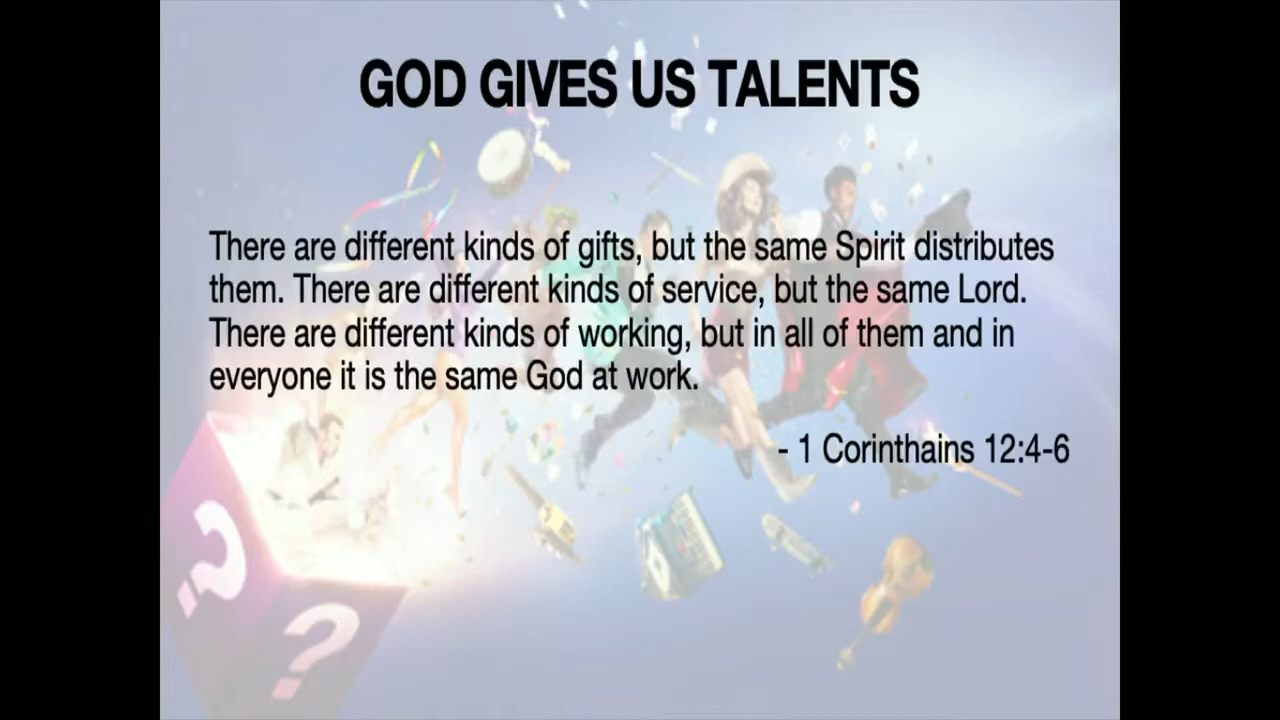 GOD GIVES US TALENTS
There are different kinds of gifts, but the same Spirit distributes
them. There are different kinds of service, but the same Lord.
There are different kinds of working, but in all of them and in
everyone it is the same God at work.
- 1 Corinthains 12:4-6
?
?